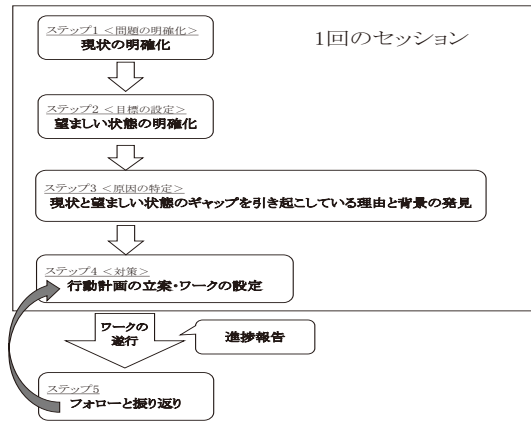 ステップ1 <問題の明確化>
現状の明確化
1回のセッション
ステップ2 <目標の設定>
望ましい状態の明確化
ステップ3 <原因の特定>
現状と望ましい状態のギャップを引き起こしている理由と背景の発見
ステップ4 <対策>
行動計画の立案・ワークの設定
ワークの
遂行
進捗報告
ステップ5
フォローと振り返り